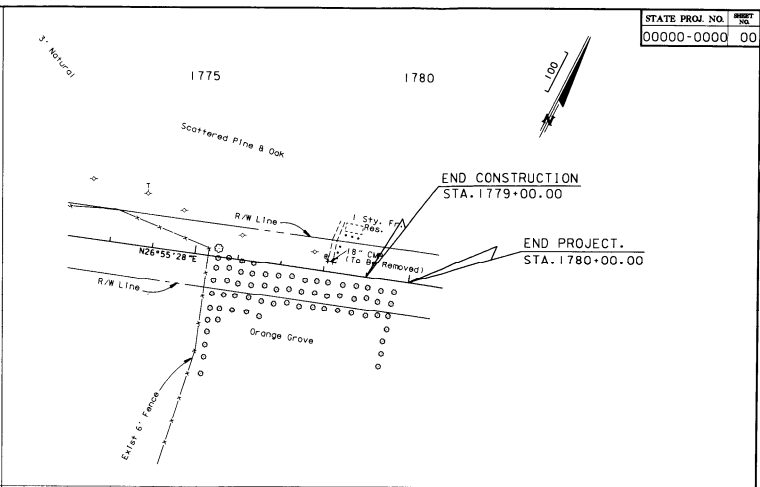 STATE PROJ. NO.
SHEET NO.
00000-0000
00
3' Natural
1775
1780
100
N
Scattered Pine & Oak
END CONSTRUCTION
STA.1779+00.00
T
R/W Line
1 Sty. Fr.
Res.
END PROJECT.
STA.1780+00.00
18" CMP
(To Be Removed)
N26°55'28"E
R/W Line
Orange Grove
Exist 6' Fence